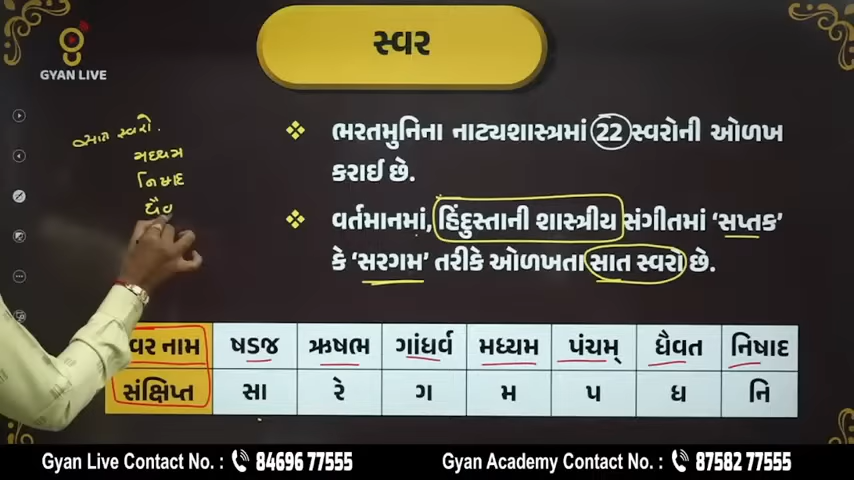 સ્વર
GYAN LIVE
સાત સ્વરો.
મધ્યમ
નિષાદ
ધૈવ
ભરતમુનિના નાટ્યશાસ્ત્રમાં 22 સ્વરોની ઓળખ
કરાઈ છે.
વર્તમાનમાં, હિંદુસ્તાની શાસ્ત્રીય સંગીતમાં ‘સપ્તક’
કે ‘સરગમ’ તરીકે ઓળખતા સાત સ્વરો છે.
વર નામ ષડજ ઋષભ ગાંધર્વ મધ્યમ પંચમ્ ધૈવત નિષાદ
સંક્ષિપ્ત સા રે ગ મ પ ધ નિ
Gyan Live Contact No. : 84696 77555 Gyan Academy Contact No. : 87582 77555